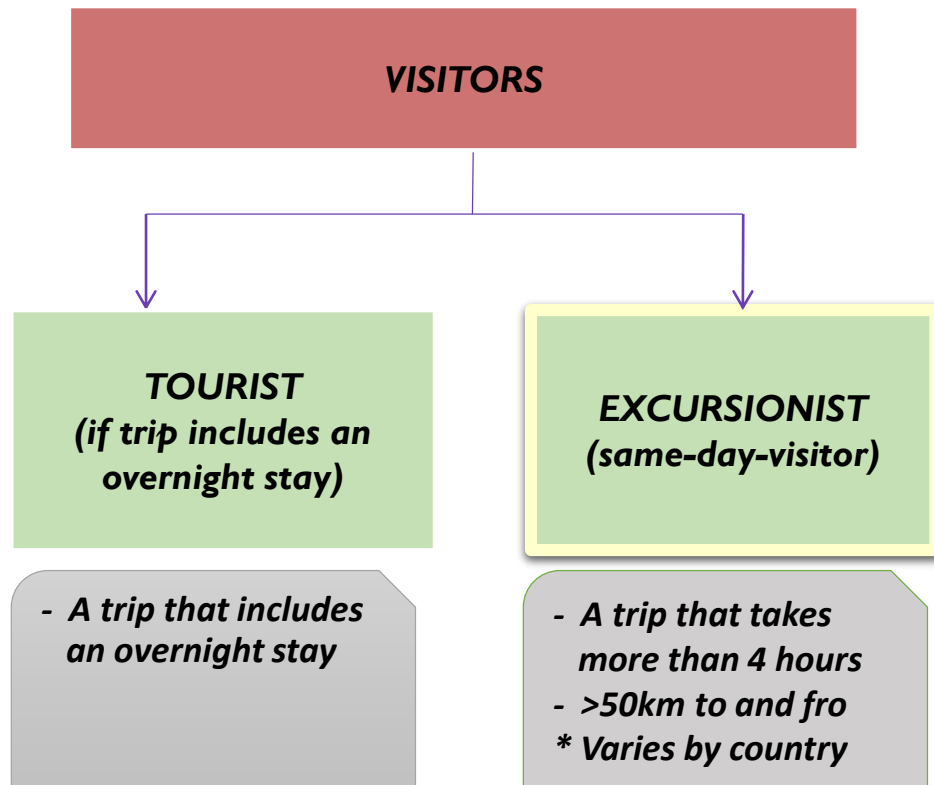 VISITORS
TOURIST
(if trip includes an
overnight stay)
EXCURSIONIST
(same-day-visitor)
- A trip that includes
an overnight stay
- A trip that takes
more than 4 hours
- >50km to and fro
* Varies by country